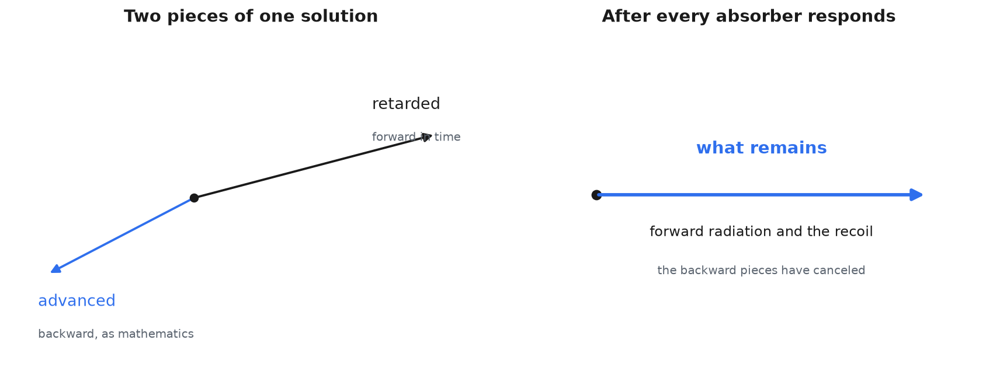 Two pieces of one solution
retarded
forward in time
advanced
backward, as mathematics
After every absorber responds
what remains
forward radiation and the recoil
the backward pieces have canceled